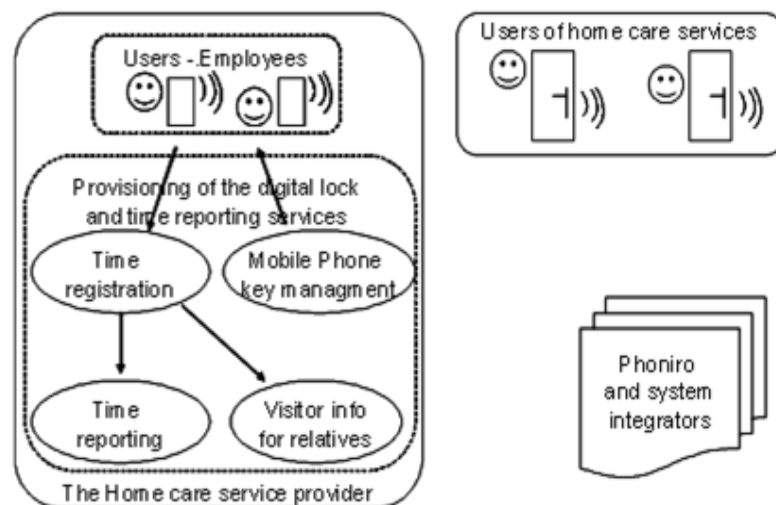 Users -.Employees
Provisioning of the digital lock
and time reporting services
Time
registration
Mobile Phone
key managment
Time
reporting
Visitor info
for relatives
The Home care service provider
Users of home care services
Phoniro
and system
integrators